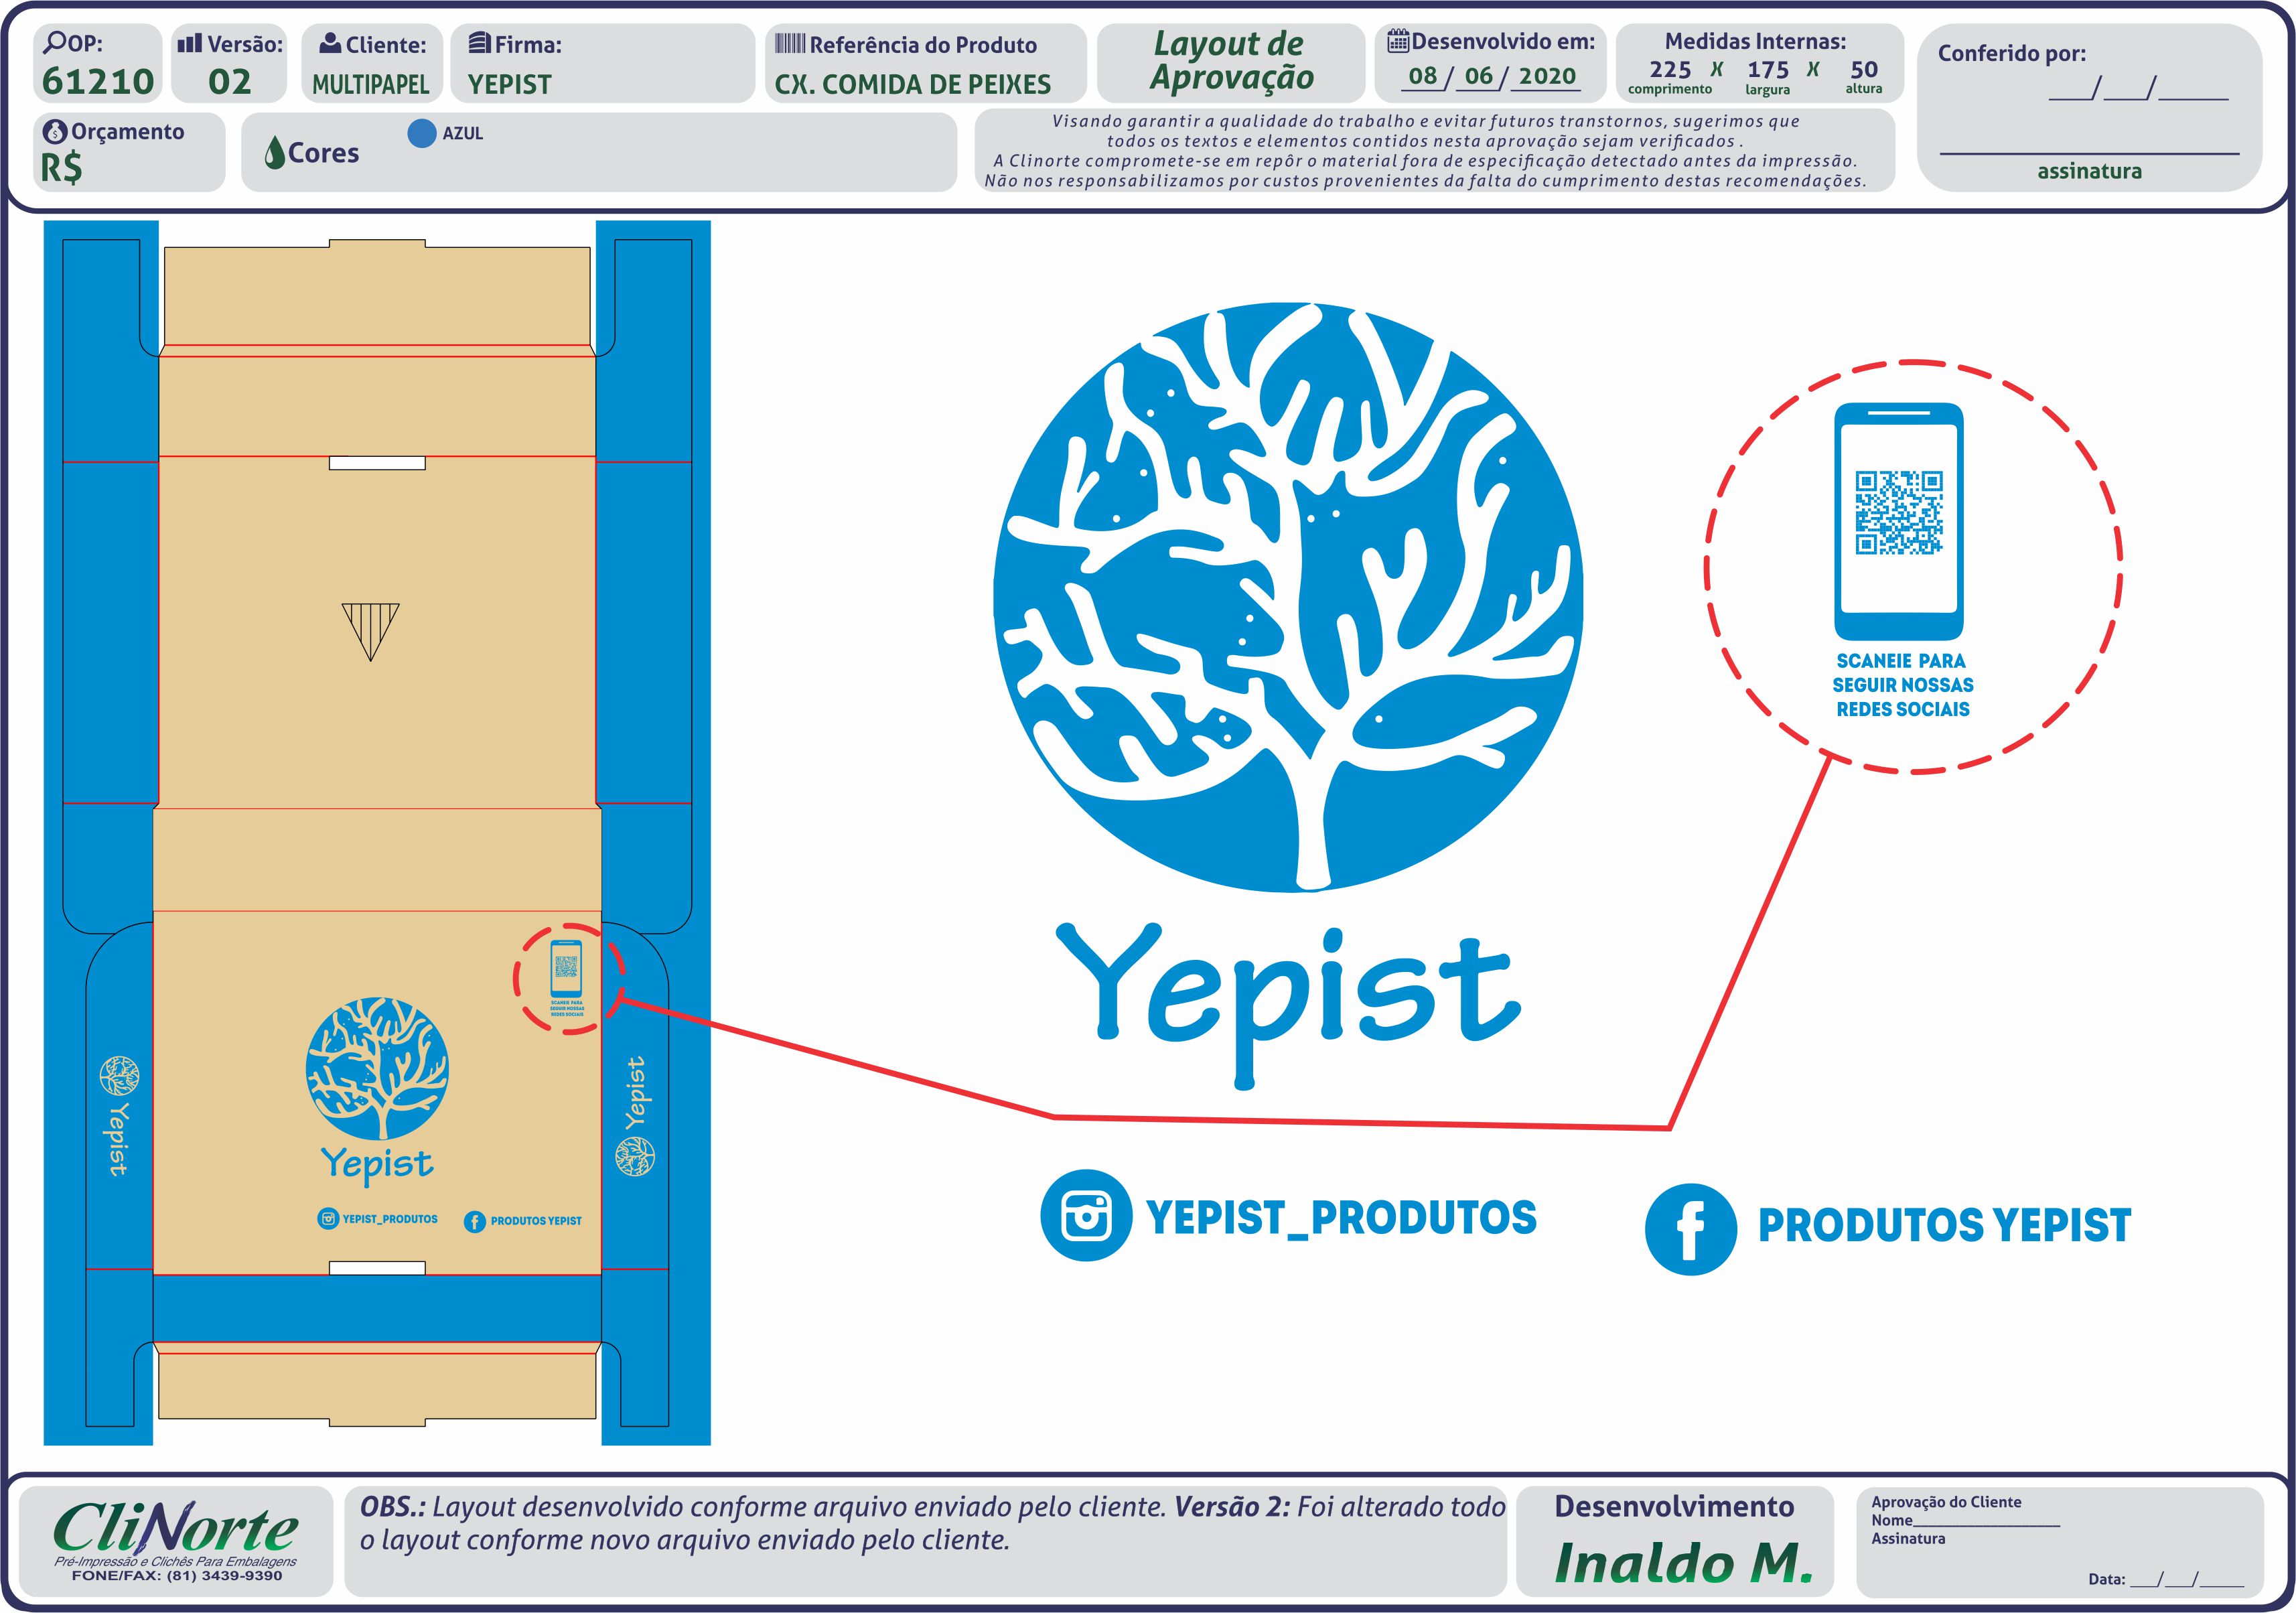 OP:
61210
Versão:
02
Cliente:
MULTIPAPEL
Firma:
YEPIST
Referência do Produto
CX. COMIDA DE PEIXES
Layout de
Aprovação
Desenvolvido em:
08 / 06 / 2020
Medidas Internas:
225 X 175 X 50
comprimento largura altura
Conferido por:
___/___/______
assinatura
Orçamento
R$
Cores
AZUL
Visando garantir a qualidade do trabalho e evitar futuros transtornos, sugerimos que
todos os textos e elementos contidos nesta aprovação sejam verificados .
A Clinorte compromete-se em repôr o material fora de especificação detectado antes da impressão.
Não nos responsabilizamos por custos provenientes da falta do cumprimento destas recomendações.
SCANEIE PARA
SEGUIR NOSSAS
REDES SOCIAIS
Yepist
Yepist
Yepist
YEPIST_PRODUTOS
PRODUTOS YEPIST
SCANEIE PARA
SEGUIR NOSSAS
REDES SOCIAIS
Yepist
YEPIST_PRODUTOS
PRODUTOS YEPIST
CliNorte
Pré-Impressão e Clichês Para Embalagens
FONE/FAX: (81) 3439-9390
OBS.: Layout desenvolvido conforme arquivo enviado pelo cliente. Versão 2: Foi alterado todo
o layout conforme novo arquivo enviado pelo cliente.
Desenvolvimento
Inaldo M.
Aprovação do Cliente
Nome__________________
Assinatura
Data: ___/___/_____